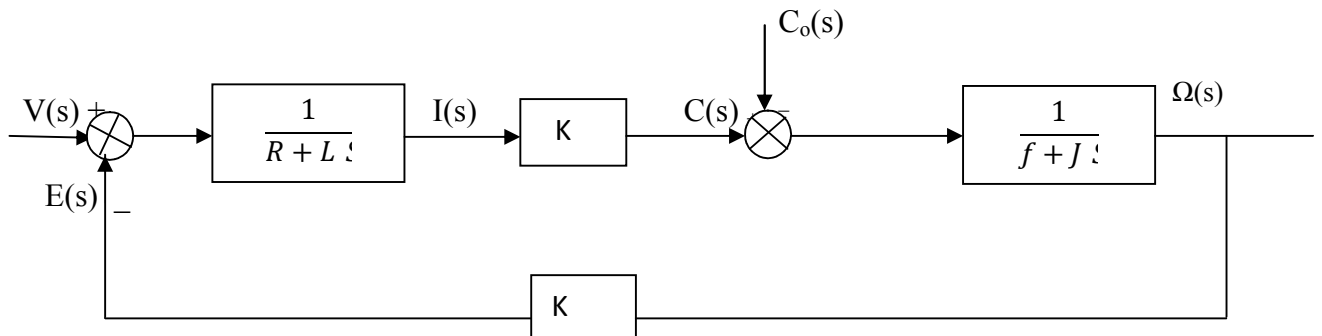 Cₒ(s)
V(s) +
1
R + L S
I(s)
K
C(s) +
−
1
f + J S
Ω(s)
E(s)
−
K